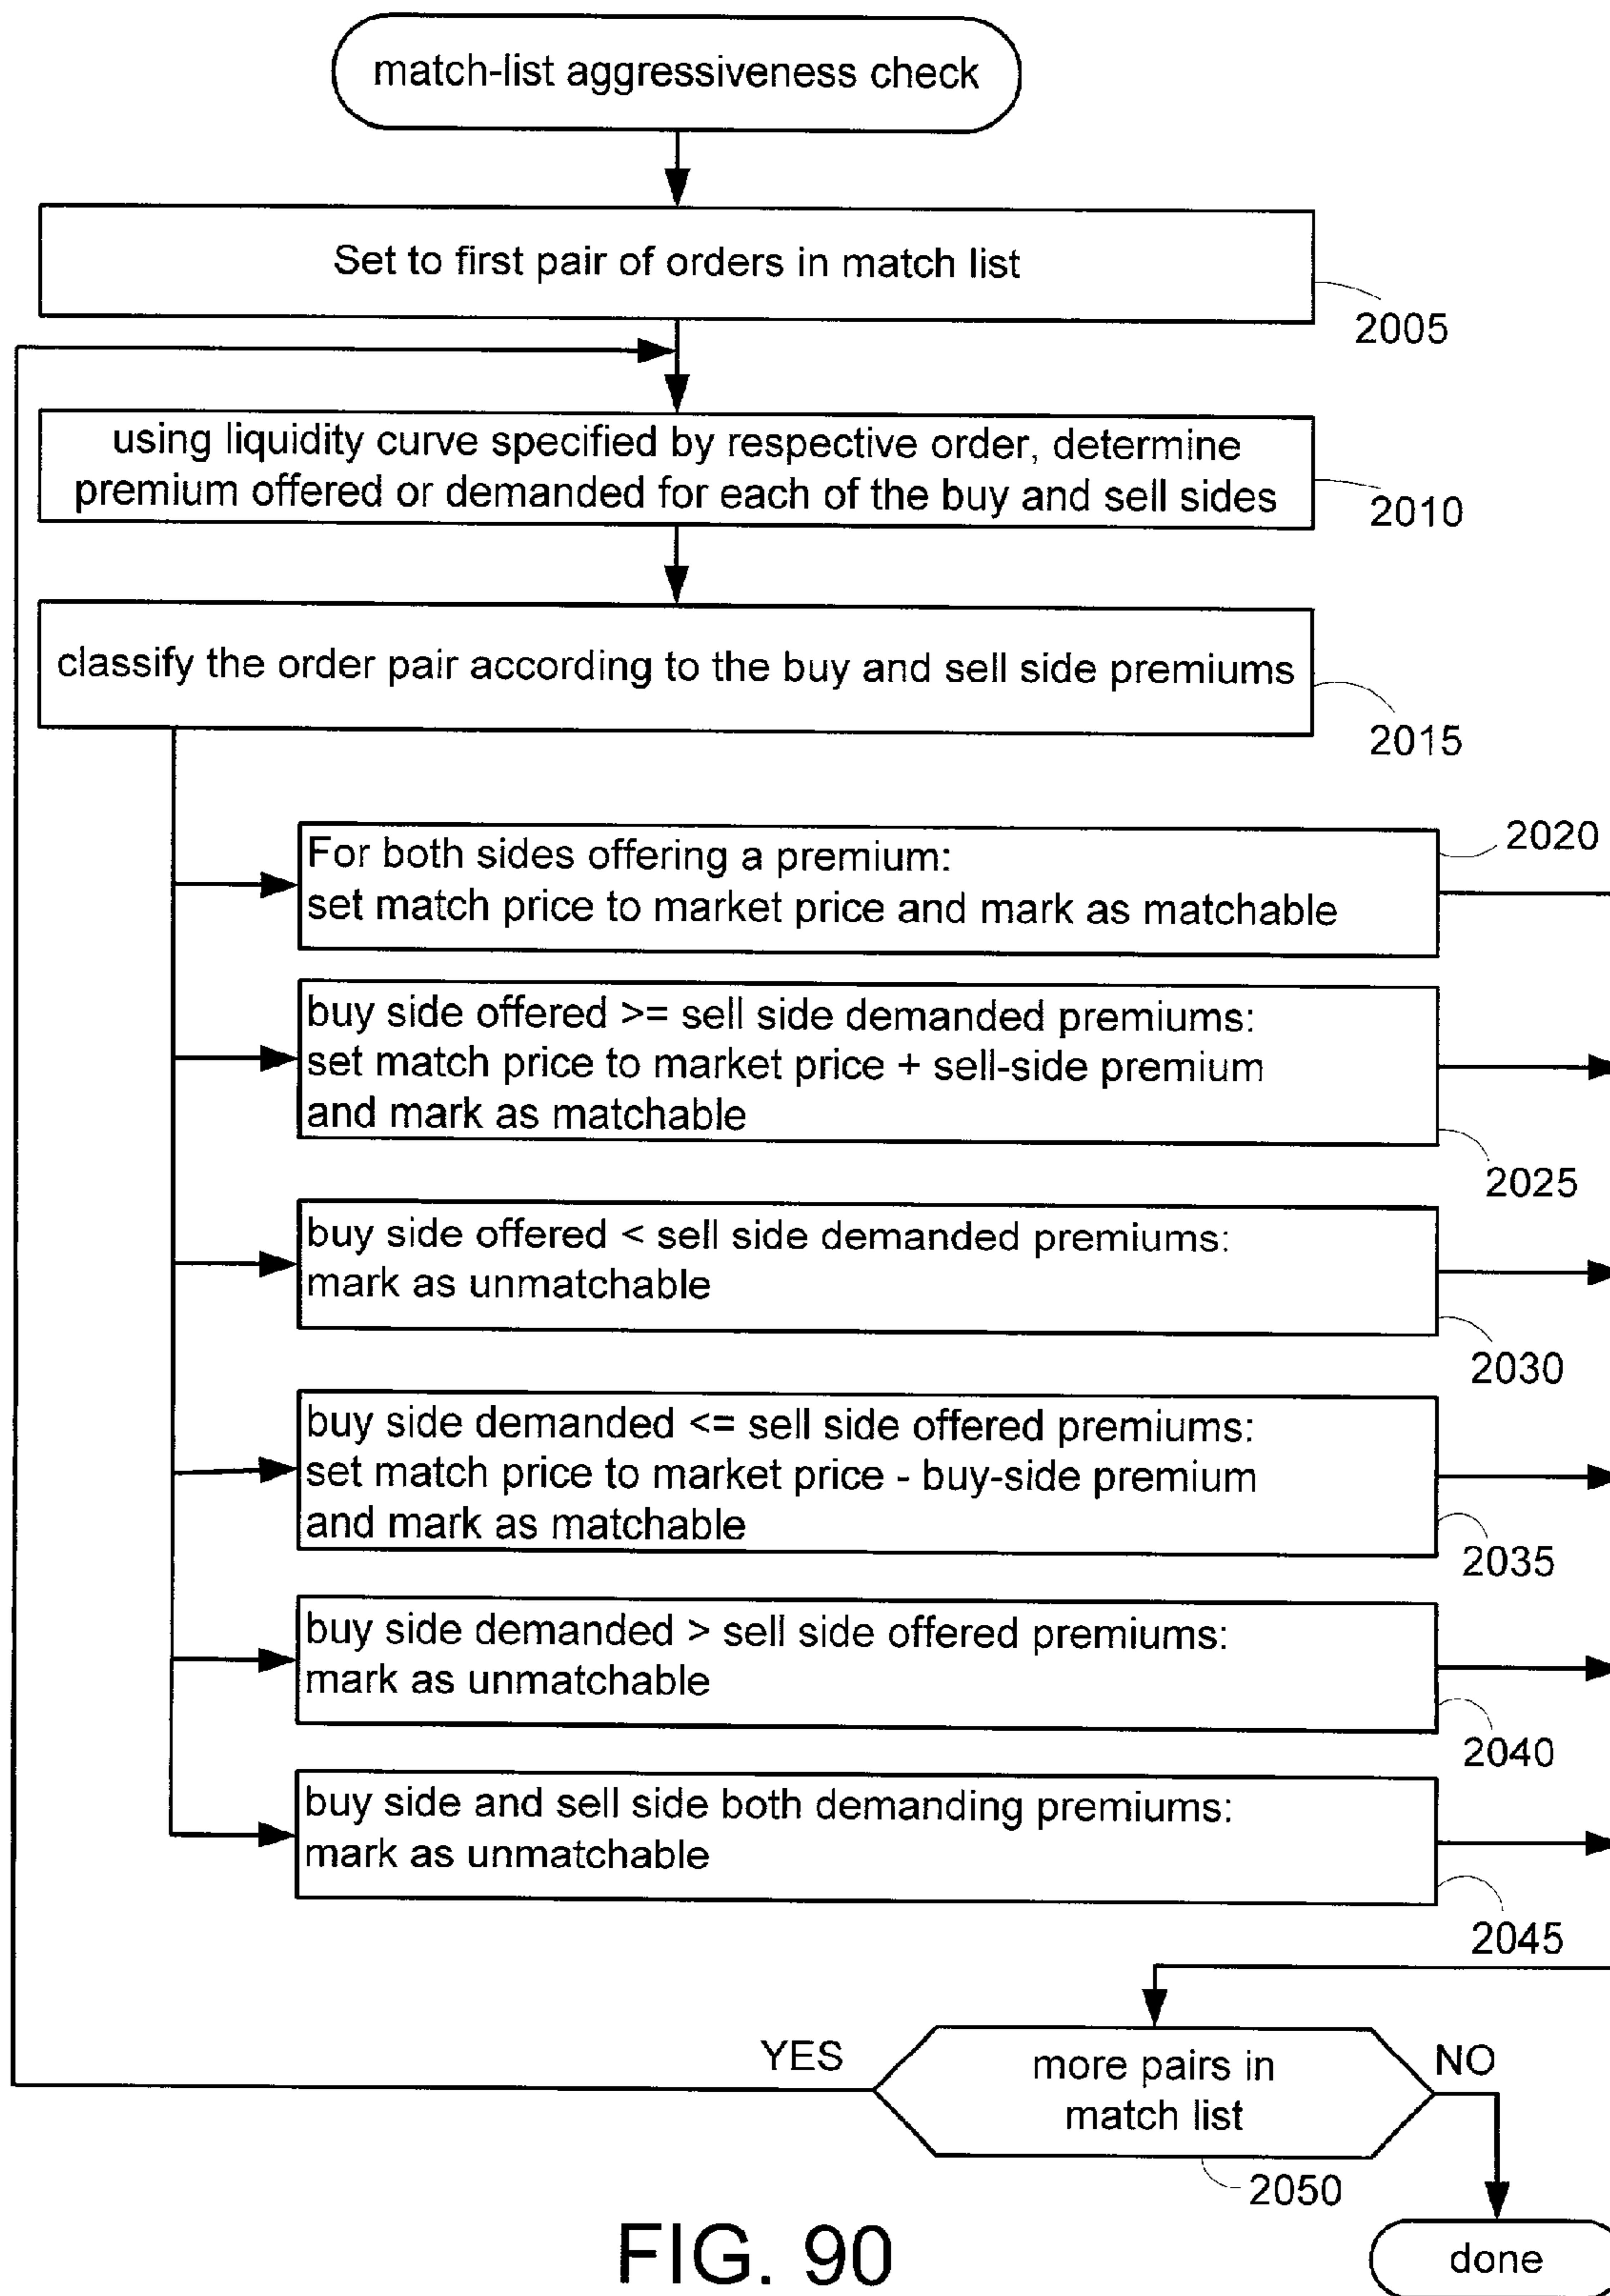 match-list aggressiveness check
Set to first pair of orders in match list
2005
using liquidity curve specified by respective order, determine
premium offered or demanded for each of the buy and sell sides
2010
classify the order pair according to the buy and sell side premiums
2015
For both sides offering a premium:
set match price to market price and mark as matchable
2020
buy side offered >= sell side demanded premiums:
set match price to market price + sell-side premium
and mark as matchable
2025
buy side offered < sell side demanded premiums:
mark as unmatchable
2030
buy side demanded <= sell side offered premiums:
set match price to market price - buy-side premium
and mark as matchable
2035
buy side demanded > sell side offered premiums:
mark as unmatchable
2040
buy side and sell side both demanding premiums:
mark as unmatchable
2045
YES
more pairs in
match list
NO
2050
done
FIG. 90